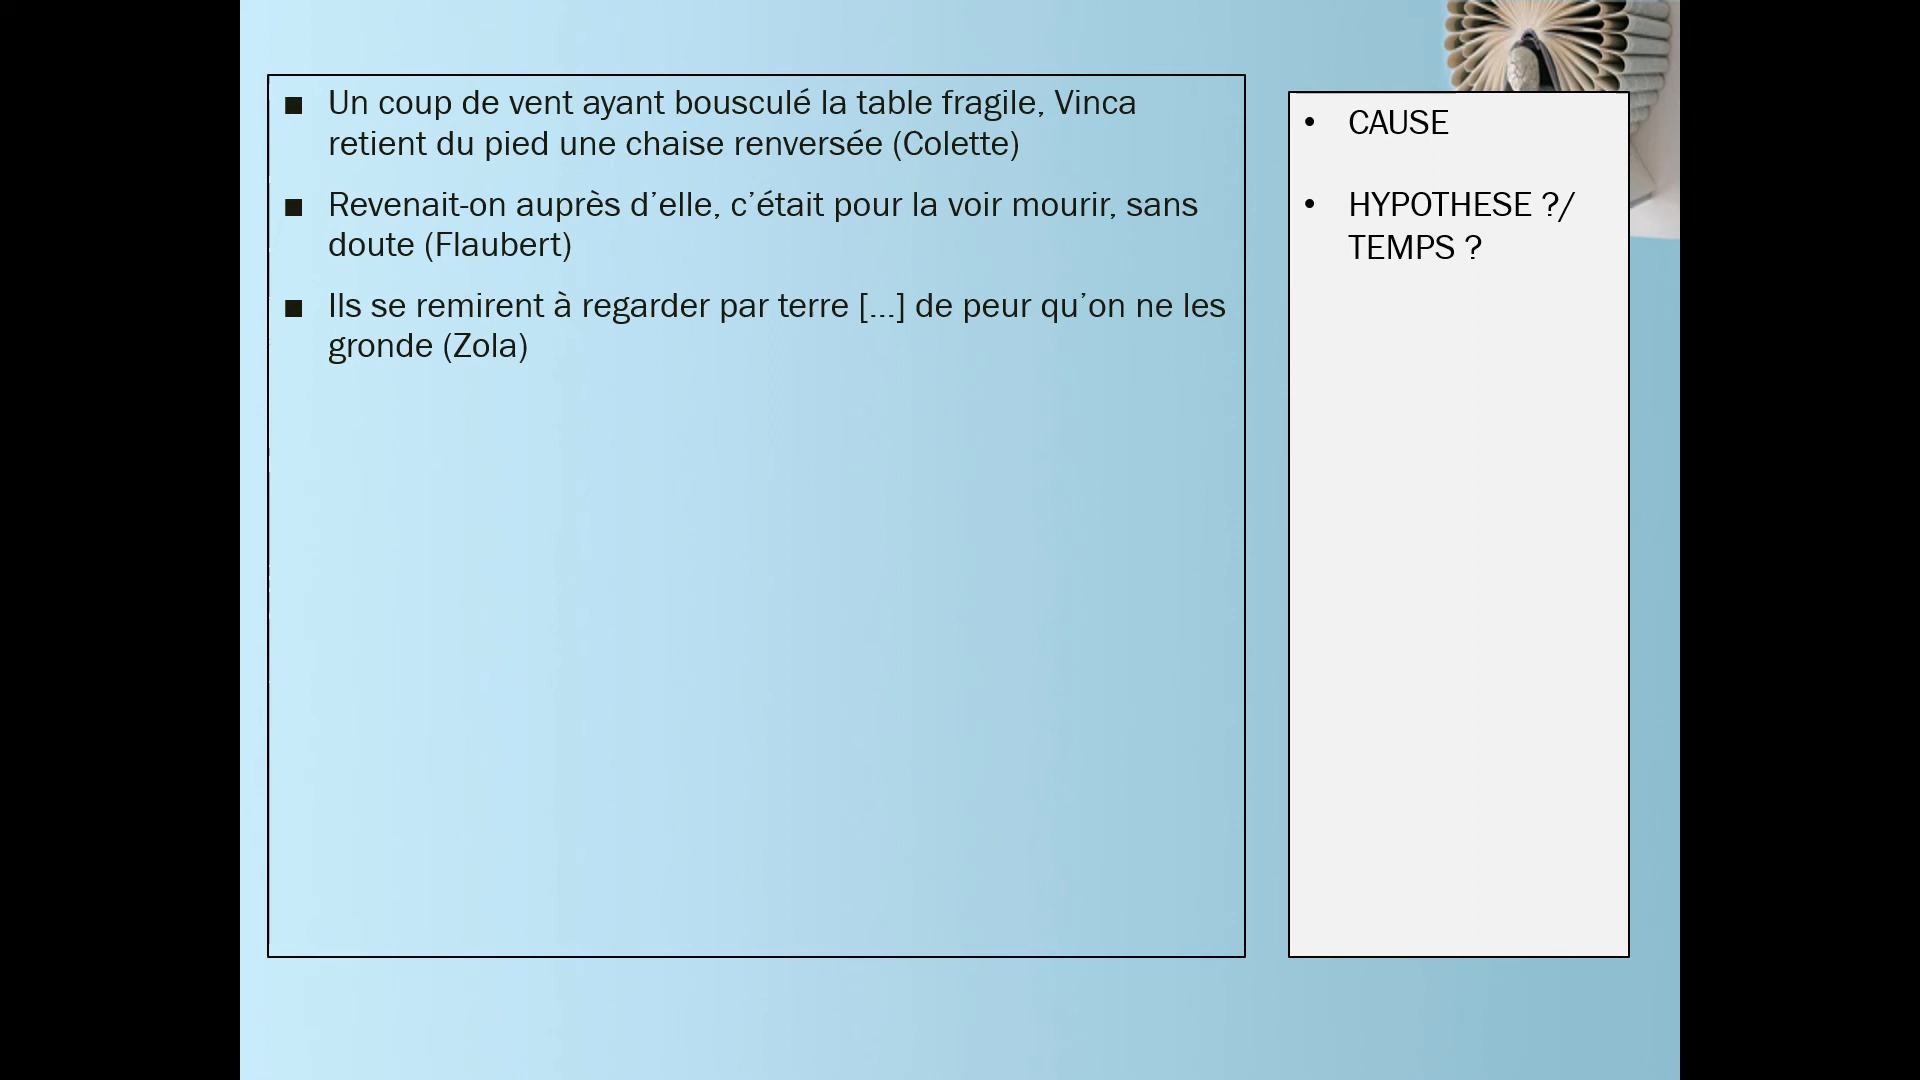 ■ Un coup de vent ayant bousculé la table fragile, Vinca
retient du pied une chaise renversée (Colette)
■ Revenait-on auprès d’elle, c’était pour la voir mourir, sans
doute (Flaubert)
■ Ils se remirent à regarder par terre [...] de peur qu’on ne les
gronde (Zola)
• CAUSE
• HYPOTHESE ?/
TEMPS ?